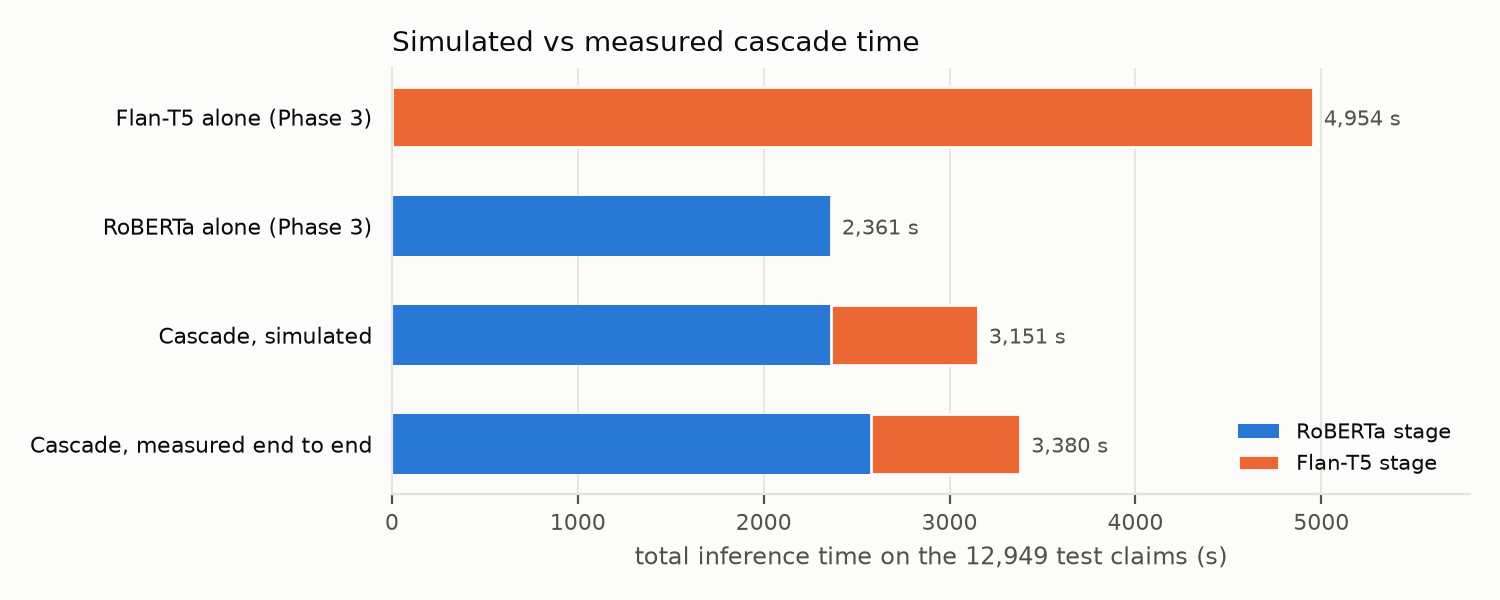 Simulated vs measured cascade time
Flan-T5 alone (Phase 3)
4,954 s
RoBERTa alone (Phase 3)
2,361 s
Cascade, simulated
3,151 s
Cascade, measured end to end
3,380 s
RoBERTa stage
Flan-T5 stage
0 1000 2000 3000 4000 5000
total inference time on the 12,949 test claims (s)